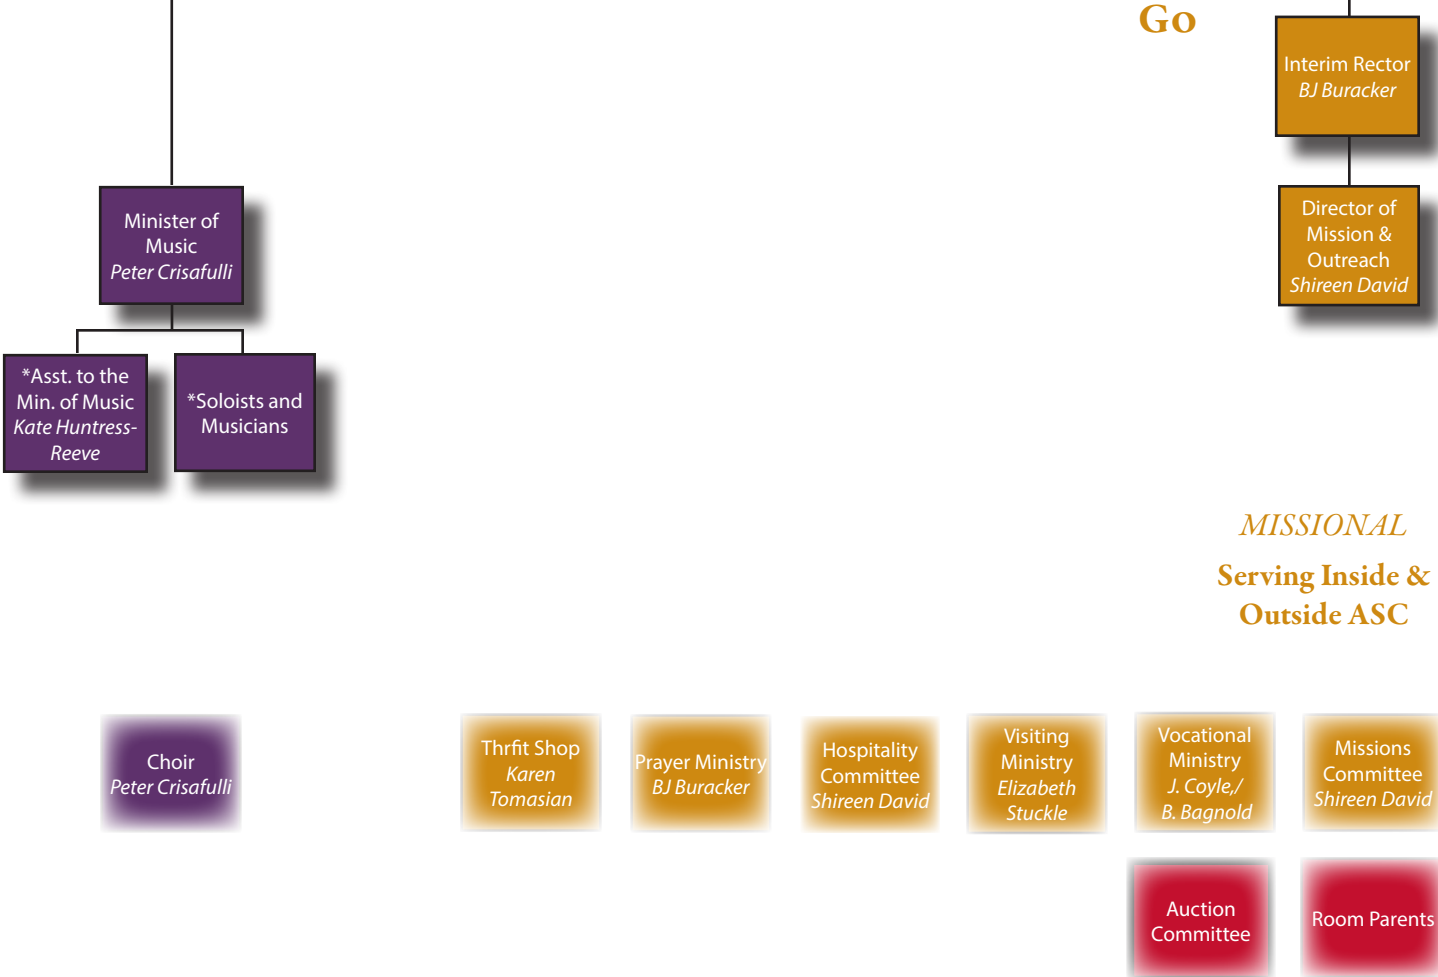 Go
Interim Rector
BJ Buracker
Minister of
Music
Peter Crisafulli
Director of
Mission &
Outreach
Shireen David
*Asst. to the
Min. of Music
Kate Huntress-
Reeve
*Soloists and
Musicians
MISSIONAL
Serving Inside &
Outside ASC
Choir
Peter Crisafulli
Thrfit Shop
Karen
Tomasian
Prayer Ministry
BJ Buracker
Hospitality
Committee
Shireen David
Visiting
Ministry
Elizabeth
Stuckle
Vocational
Ministry
J. Coyle,/
B. Bagnold
Missions
Committee
Shireen David
Auction
Committee
Room Parents